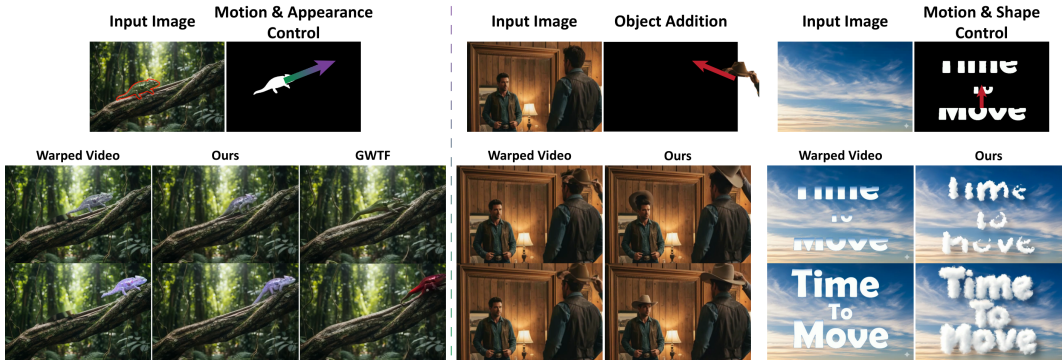 Input Image
Motion & Appearance
Control
Warped Video
Ours
GWTF
Input Image
Object Addition
Warped Video
Ours
Input Image
Motion & Shape
Control
Time
To
Move
Warped Video
Ours
Time
To
Move
Time
to
Move
Time
To
Move
Time
To
Move